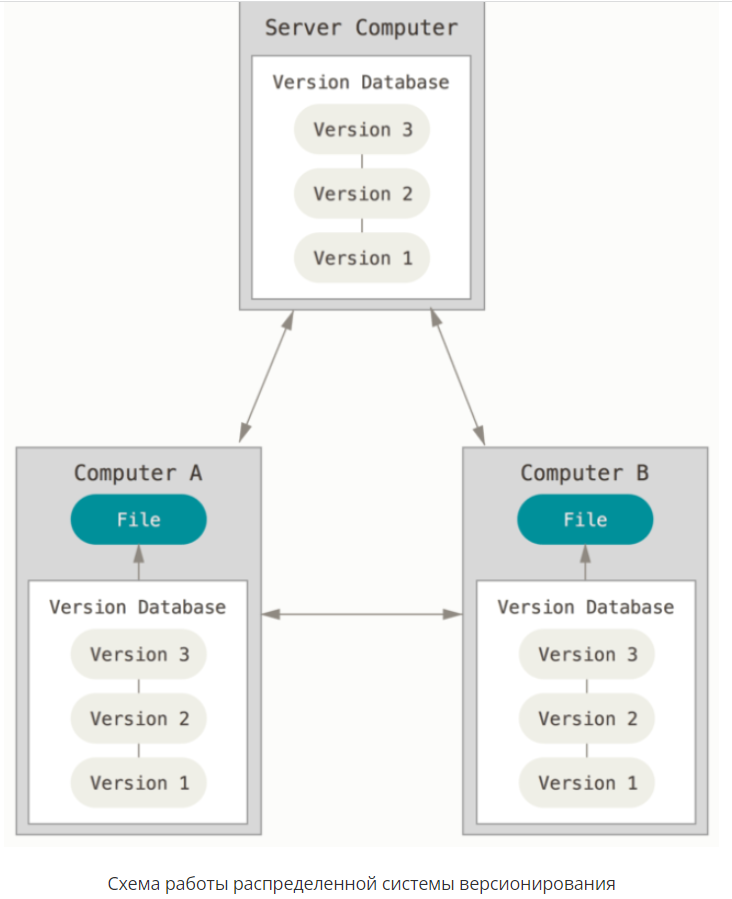 Server Computer
Version Database
Version 3
Version 2
Version 1
Computer A
File
Version Database
Version 3
Version 2
Version 1
Computer B
File
Version Database
Version 3
Version 2
Version 1
Схема работы распределенной системы версионирования